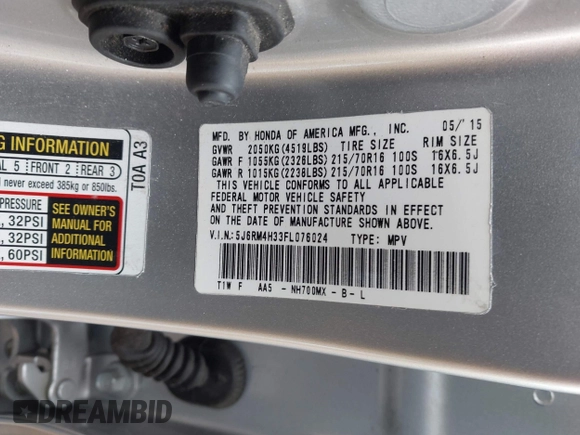 MFD. BY HONDA OF AMERICA MFG., INC. 05/'15
GVWR 2050KG(4519LBS) TIRE SIZE RIM SIZE
GAWR F 1055KG(2326LBS) 215/70R16 100S 16X6.5J
GAWR R 1015KG(2238LBS) 215/70R16 100S 16X6.5J
THIS VEHICLE CONFORMS TO ALL APPLICABLE
FEDERAL MOTOR VEHICLE SAFETY
AND THEFT PREVENTION STANDARDS IN EFFECT
ON THE DATE OF MANUFACTURE SHOWN ABOVE.
V.I.N.: 5J6RM4H33FL076024 TYPE: MPV
T1W F AA5 - NH700MX - B - L
INFORMATION
5 FRONT 2 REAR 3
never exceed 385kg or 850lbs.
PRESSURE
, 32PSI
, 32PSI
, 60PSI
SEE OWNER'S
MANUAL FOR
ADDITIONAL
INFORMATION
T0A A3
DREAMBID